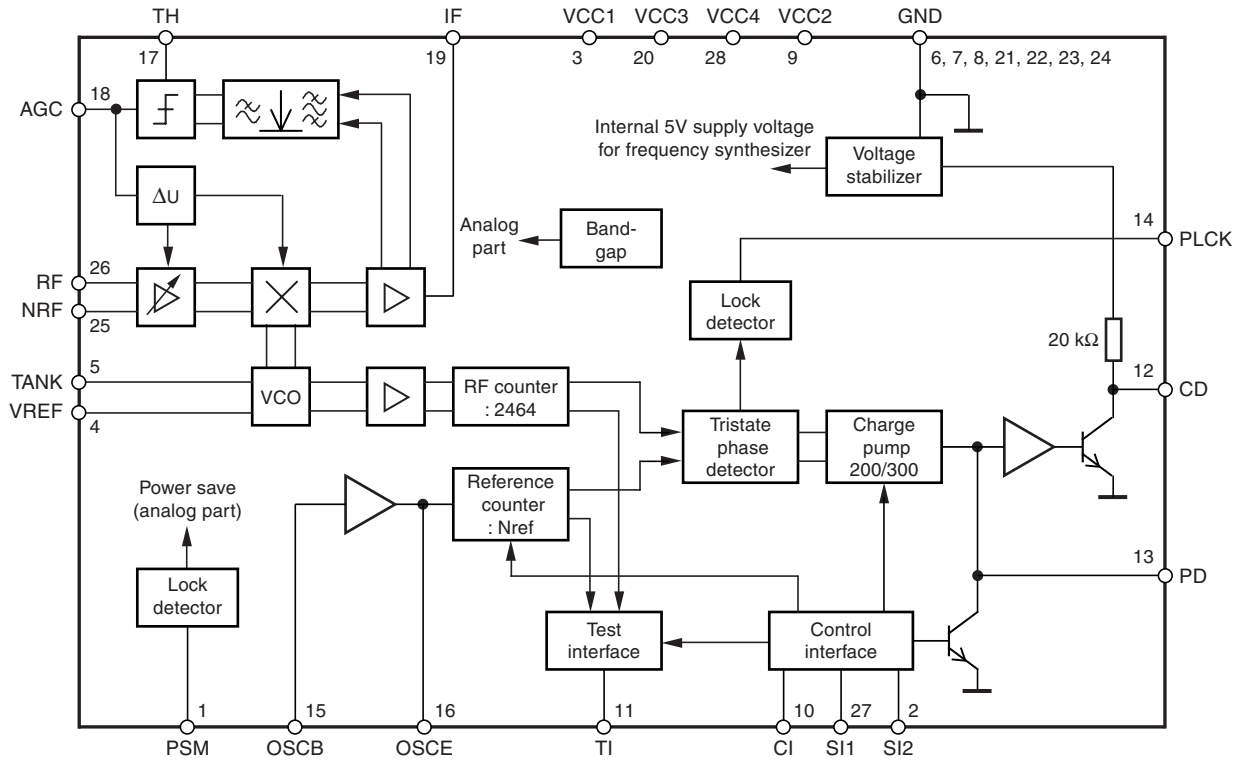 TH
IF
VCC1
VCC3
VCC4
VCC2
GND
17
19
3
20
28
9
6, 7, 8, 21, 22, 23, 24
AGC
18
Internal 5V supply voltage
for frequency synthesizer
Voltage
stabilizer
ΔU
Analog
part
Band-
gap
14
PLCK
RF
26
NRF
25
Lock
detector
20 kΩ
TANK
5
VREF
4
VCO
RF counter
: 2464
12
CD
Tristate
phase
detector
Charge
pump
200/300
Reference
counter
: Nref
Power save
(analog part)
13
PD
Lock
detector
Test
interface
Control
interface
1
15
16
11
10
27
2
PSM
OSCB
OSCE
TI
CI
SI1
SI2